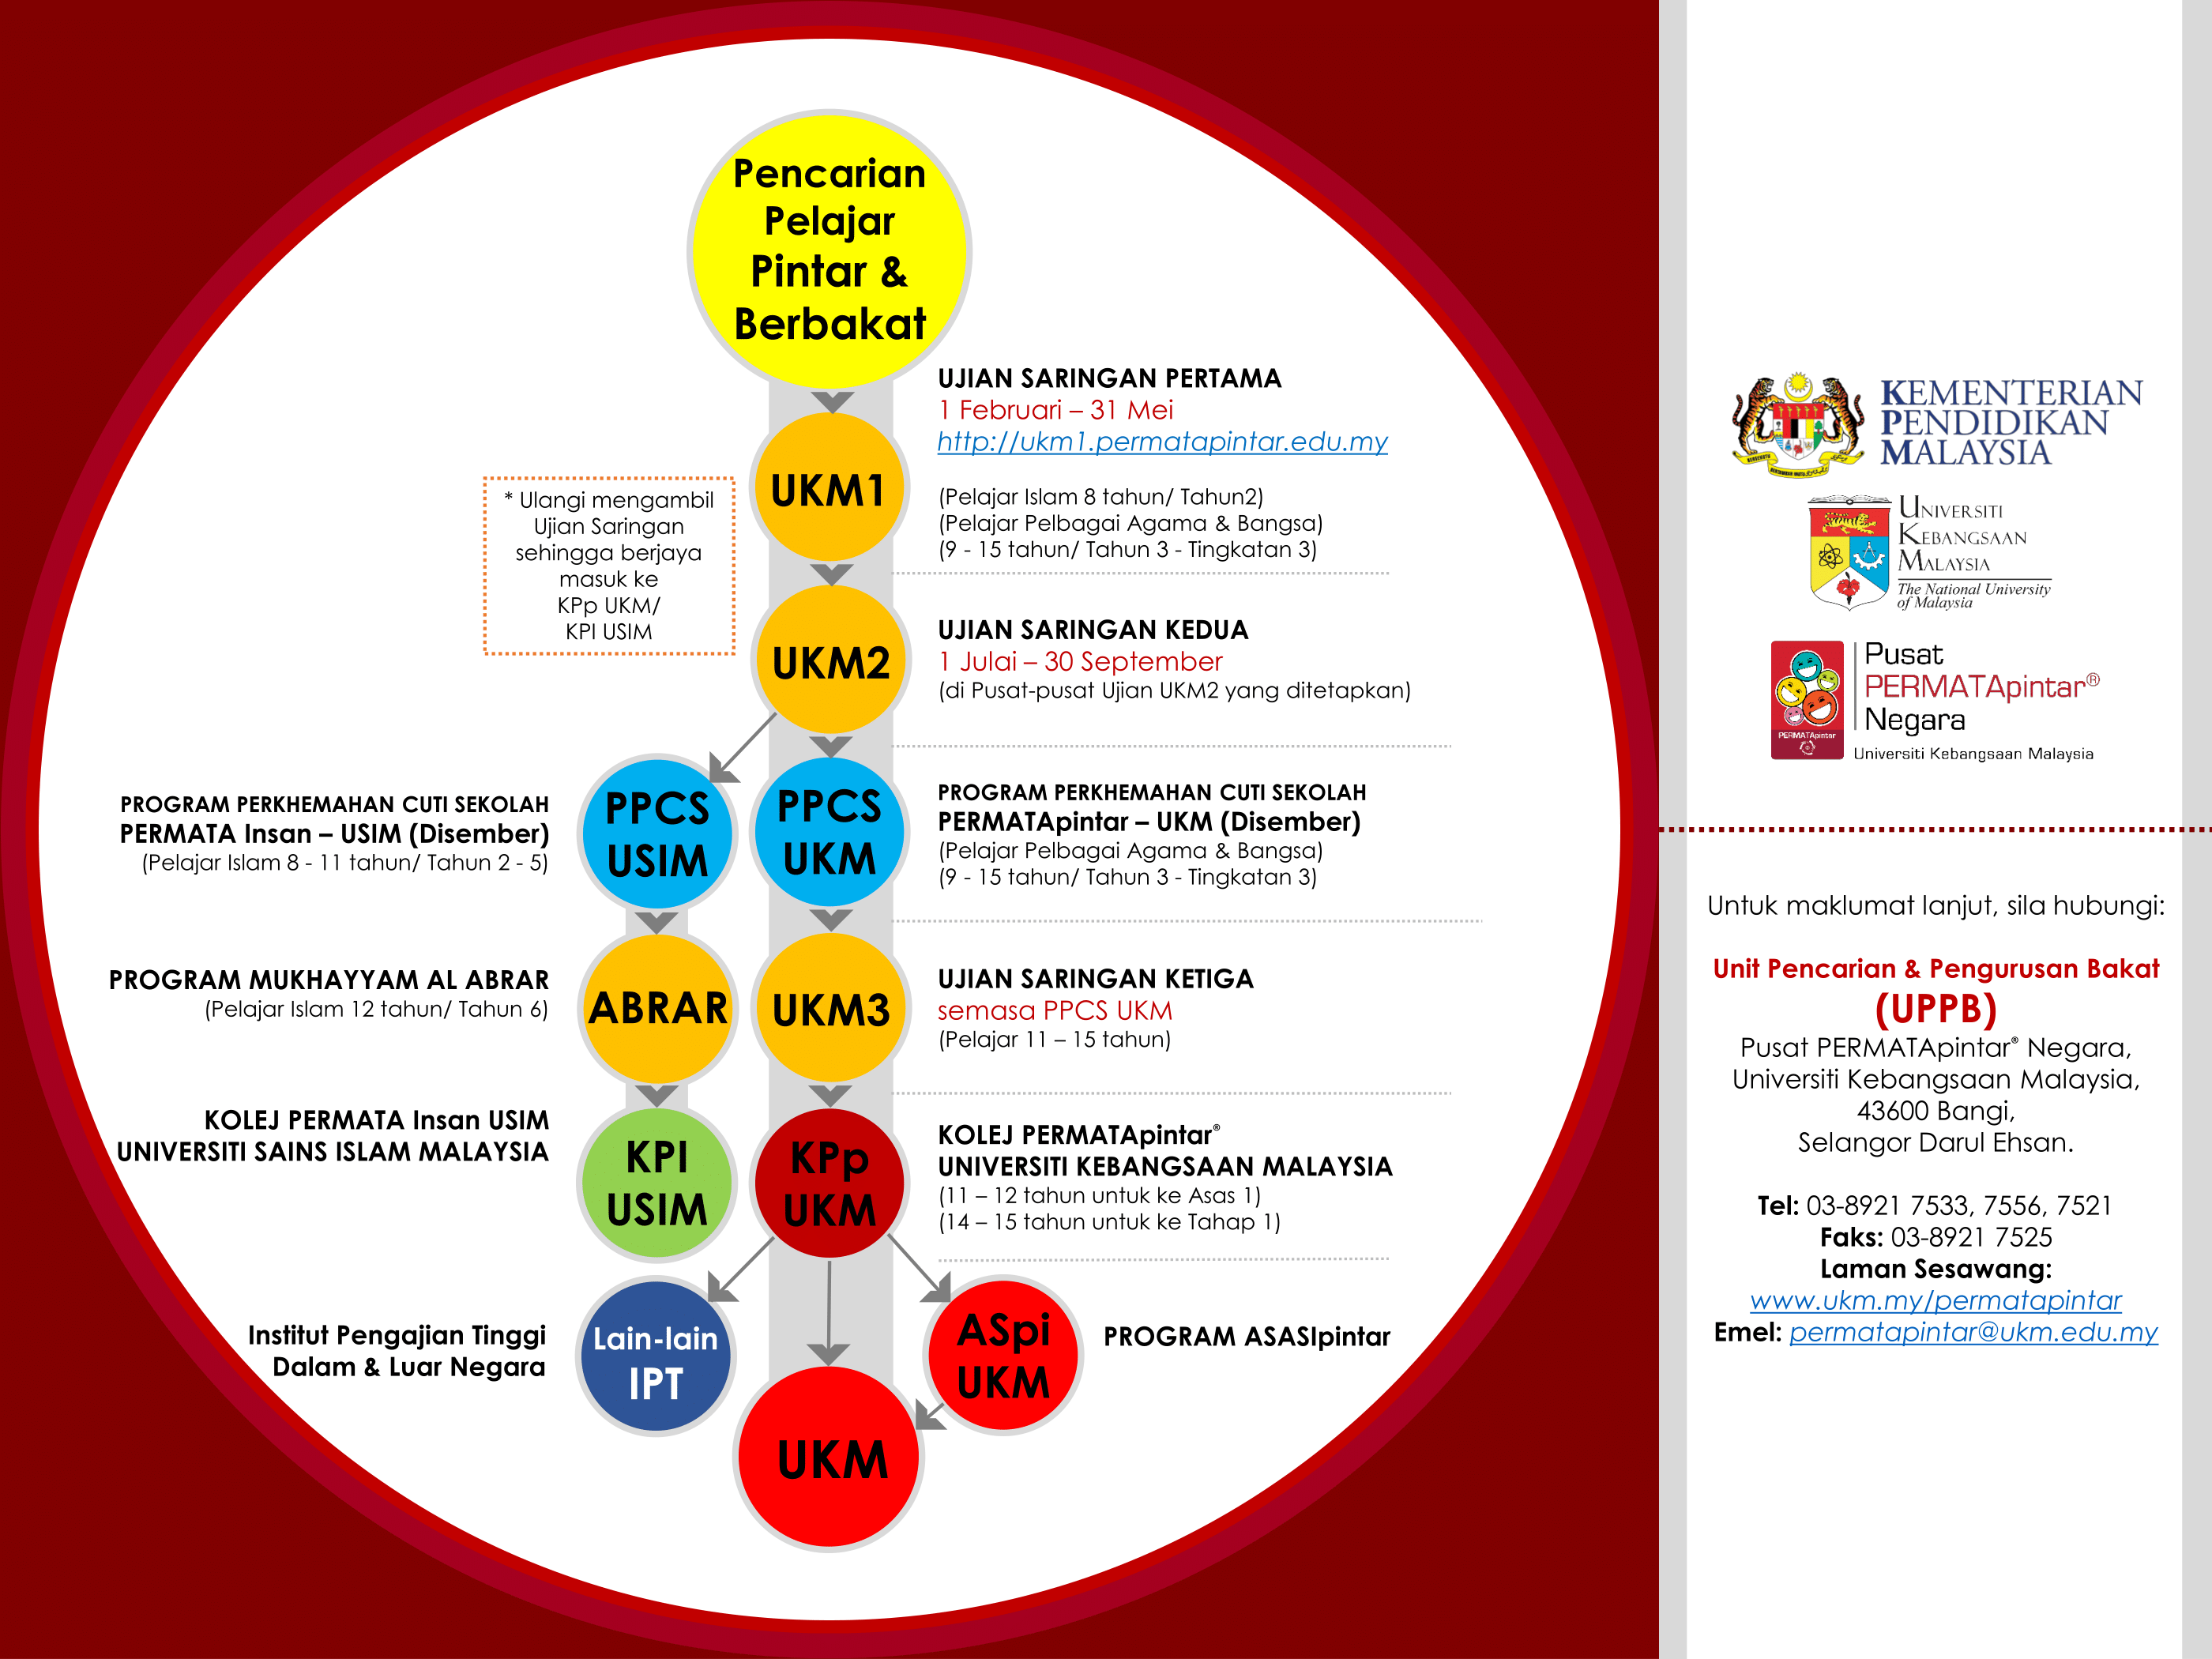 Pencarian
Pelajar
Pintar &
Berbakat
UJIAN SARINGAN PERTAMA
1 Februari – 31 Mei
http://ukm1.permatapintar.edu.my
UKM1
(Pelajar Islam 8 tahun/ Tahun2)
(Pelajar Pelbagai Agama & Bangsa)
(9 - 15 tahun/ Tahun 3 - Tingkatan 3)
* Ulangi mengambil
Ujian Saringan
sehingga berjaya
masuk ke
KPp UKM/
KPI USIM
UKM2
UJIAN SARINGAN KEDUA
1 Julai – 30 September
(di Pusat-pusat Ujian UKM2 yang ditetapkan)
PROGRAM PERKHEMAHAN CUTI SEKOLAH
PERMATA Insan – USIM (Disember)
(Pelajar Islam 8 - 11 tahun/ Tahun 2 - 5)
PPCS
USIM
PPCS
UKM
PROGRAM PERKHEMAHAN CUTI SEKOLAH
PERMATApintar – UKM (Disember)
(Pelajar Pelbagai Agama & Bangsa)
(9 - 15 tahun/ Tahun 3 - Tingkatan 3)
PROGRAM MUKHAYYAM AL ABRAR
(Pelajar Islam 12 tahun/ Tahun 6)
ABRAR
UKM3
UJIAN SARINGAN KETIGA
semasa PPCS UKM
(Pelajar 11 – 15 tahun)
KOLEJ PERMATA Insan USIM
UNIVERSITI SAINS ISLAM MALAYSIA
KPI
USIM
KPp
UKM
KOLEJ PERMATApintar®
UNIVERSITI KEBANGSAAN MALAYSIA
(11 – 12 tahun untuk ke Asas 1)
(14 – 15 tahun untuk ke Tahap 1)
Institut Pengajian Tinggi
Dalam & Luar Negara
Lain-lain
IPT
ASpi
UKM
PROGRAM ASASIpintar
UKM
KEMENTERIAN
PENDIDIKAN
MALAYSIA
UNIVERSITI
KEBANGSAAN
MALAYSIA
The National University
of Malaysia
Pusat
PERMATApintar®
Negara
PERMATApintar
Universiti Kebangsaan Malaysia
Untuk maklumat lanjut, sila hubungi:
Unit Pencarian & Pengurusan Bakat
(UPPB)
Pusat PERMATApintar® Negara,
Universiti Kebangsaan Malaysia,
43600 Bangi,
Selangor Darul Ehsan.
Tel: 03-8921 7533, 7556, 7521
Faks: 03-8921 7525
Laman Sesawang:
www.ukm.my/permatapintar
Emel: permatapintar@ukm.edu.my